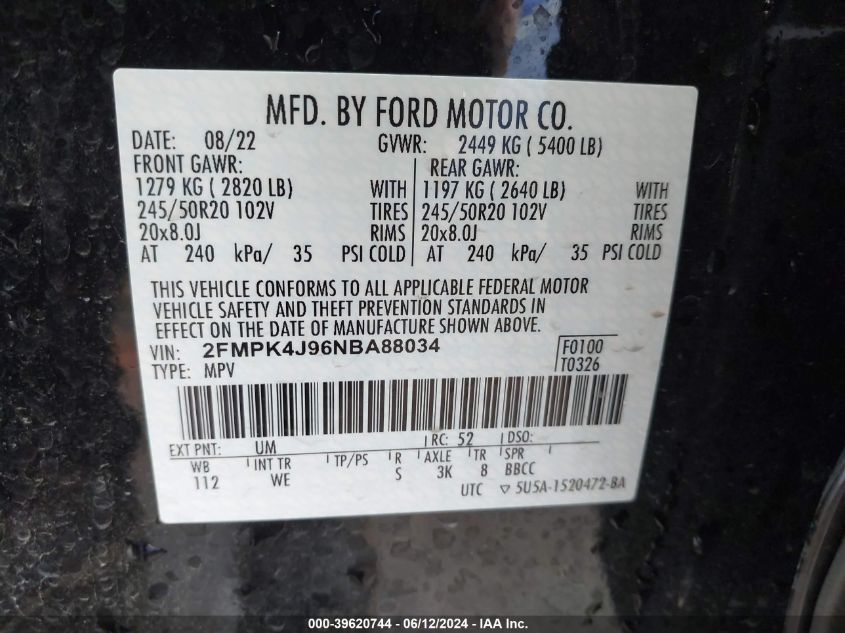 MFD. BY FORD MOTOR CO.
DATE: 08/22 GVWR: 2449 KG ( 5400 LB)
FRONT GAWR: REAR GAWR:
1279 KG ( 2820 LB) WITH 1197 KG ( 2640 LB) WITH
245/50R20 102V TIRES 245/50R20 102V TIRES
20x8.0J RIMS 20x8.0J RIMS
AT 240 kPa/ 35 PSI COLD AT 240 kPa/ 35 PSI COLD
THIS VEHICLE CONFORMS TO ALL APPLICABLE FEDERAL MOTOR
VEHICLE SAFETY AND THEFT PREVENTION STANDARDS IN
EFFECT ON THE DATE OF MANUFACTURE SHOWN ABOVE.
VIN: 2FMPK4J96NBA88034 F0100
TYPE: MPV T0326
EXT PNT: UM RC: 52 DSO:
WB INT TR TP/PS R AXLE TR SPR
112 WE S 3K 8 BBCC
UTC ▽ 5U5A-1520472-BA
000-39620744 - 06/12/2024 - IAA Inc.